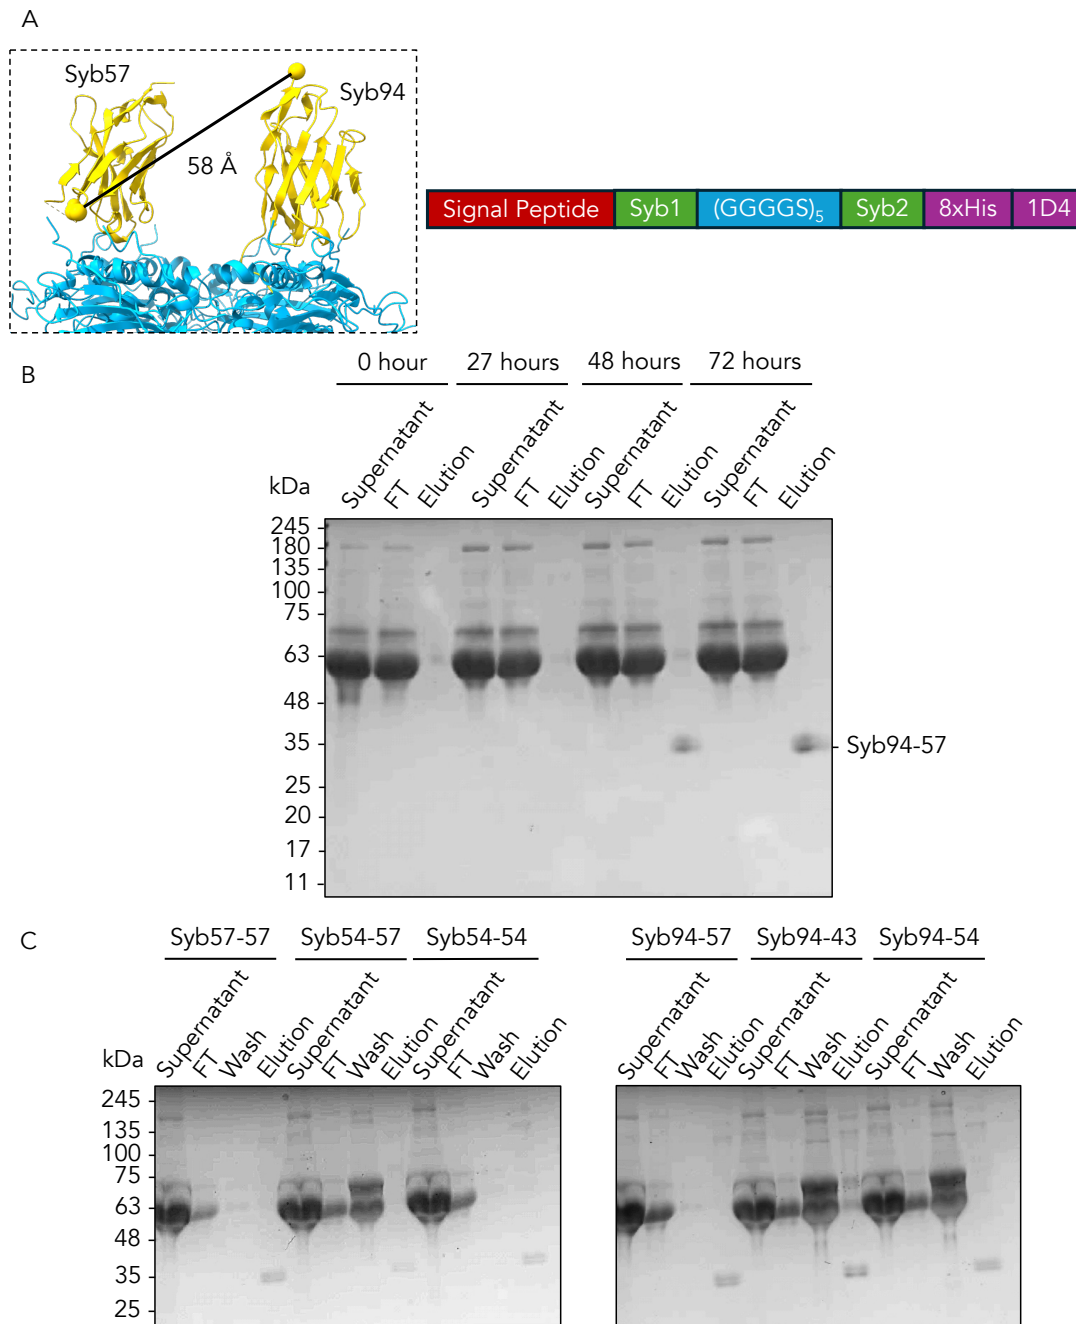 A
Syb57
Syb94
58 Å
Signal Peptide Syb1 (GGGGS)5 Syb2 8xHis 1D4
B
0 hour 27 hours 48 hours 72 hours
Supernatant FT Elution Supernatant FT Elution Supernatant FT Elution Supernatant FT Elution
kDa
245
180
135
100
75
63
48
35
Syb94-57
25
20
17
11
C
Syb57-57 Syb54-57 Syb54-54 Syb94-57 Syb94-43 Syb94-54
Supernatant FT Wash Elution Supernatant FT Wash Elution Supernatant FT Wash Elution Supernatant FT Wash Elution Supernatant FT Wash Elution Supernatant FT Wash Elution
kDa
245
135
100
75
63
48
35
25